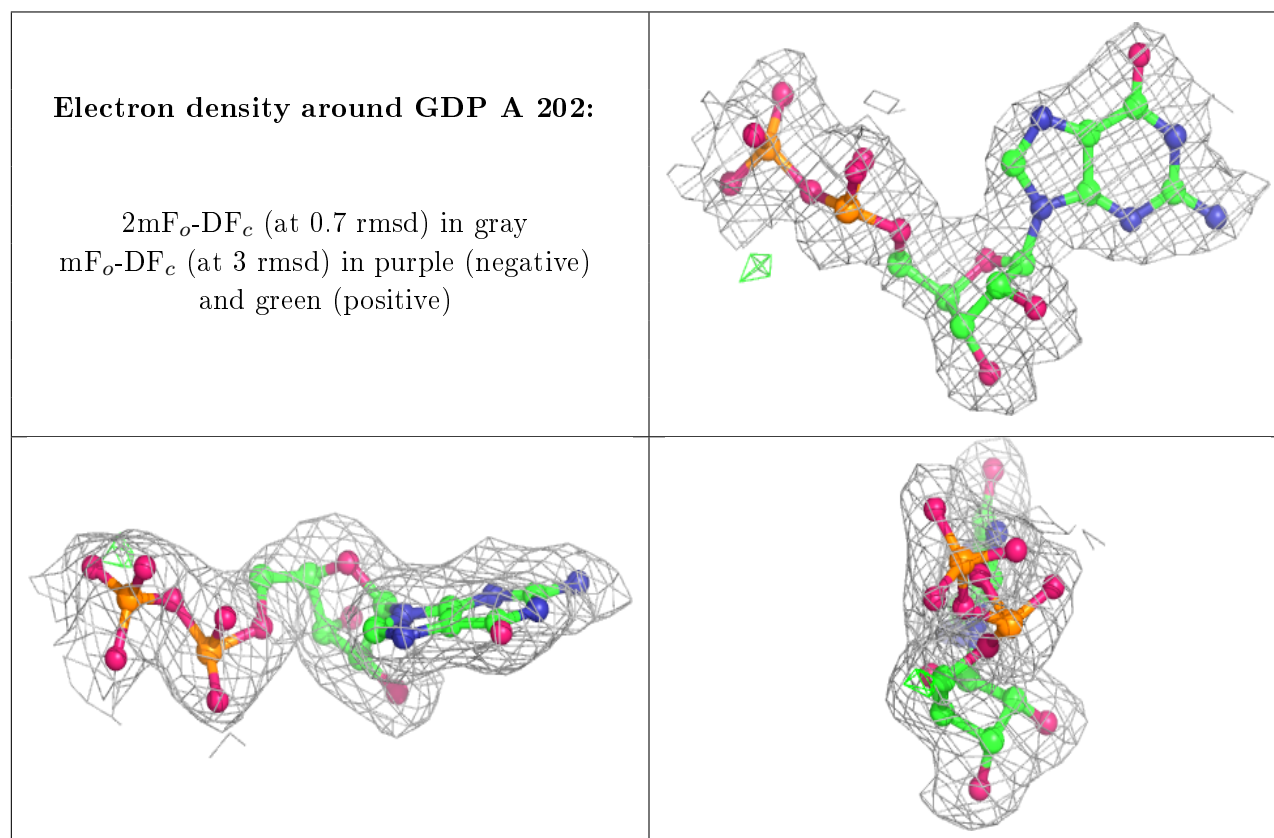 Electron density around GDP A 202:
2mFₒ-DF𝒸 (at 0.7 rmsd) in gray
mFₒ-DF𝒸 (at 3 rmsd) in purple (negative)
and green (positive)